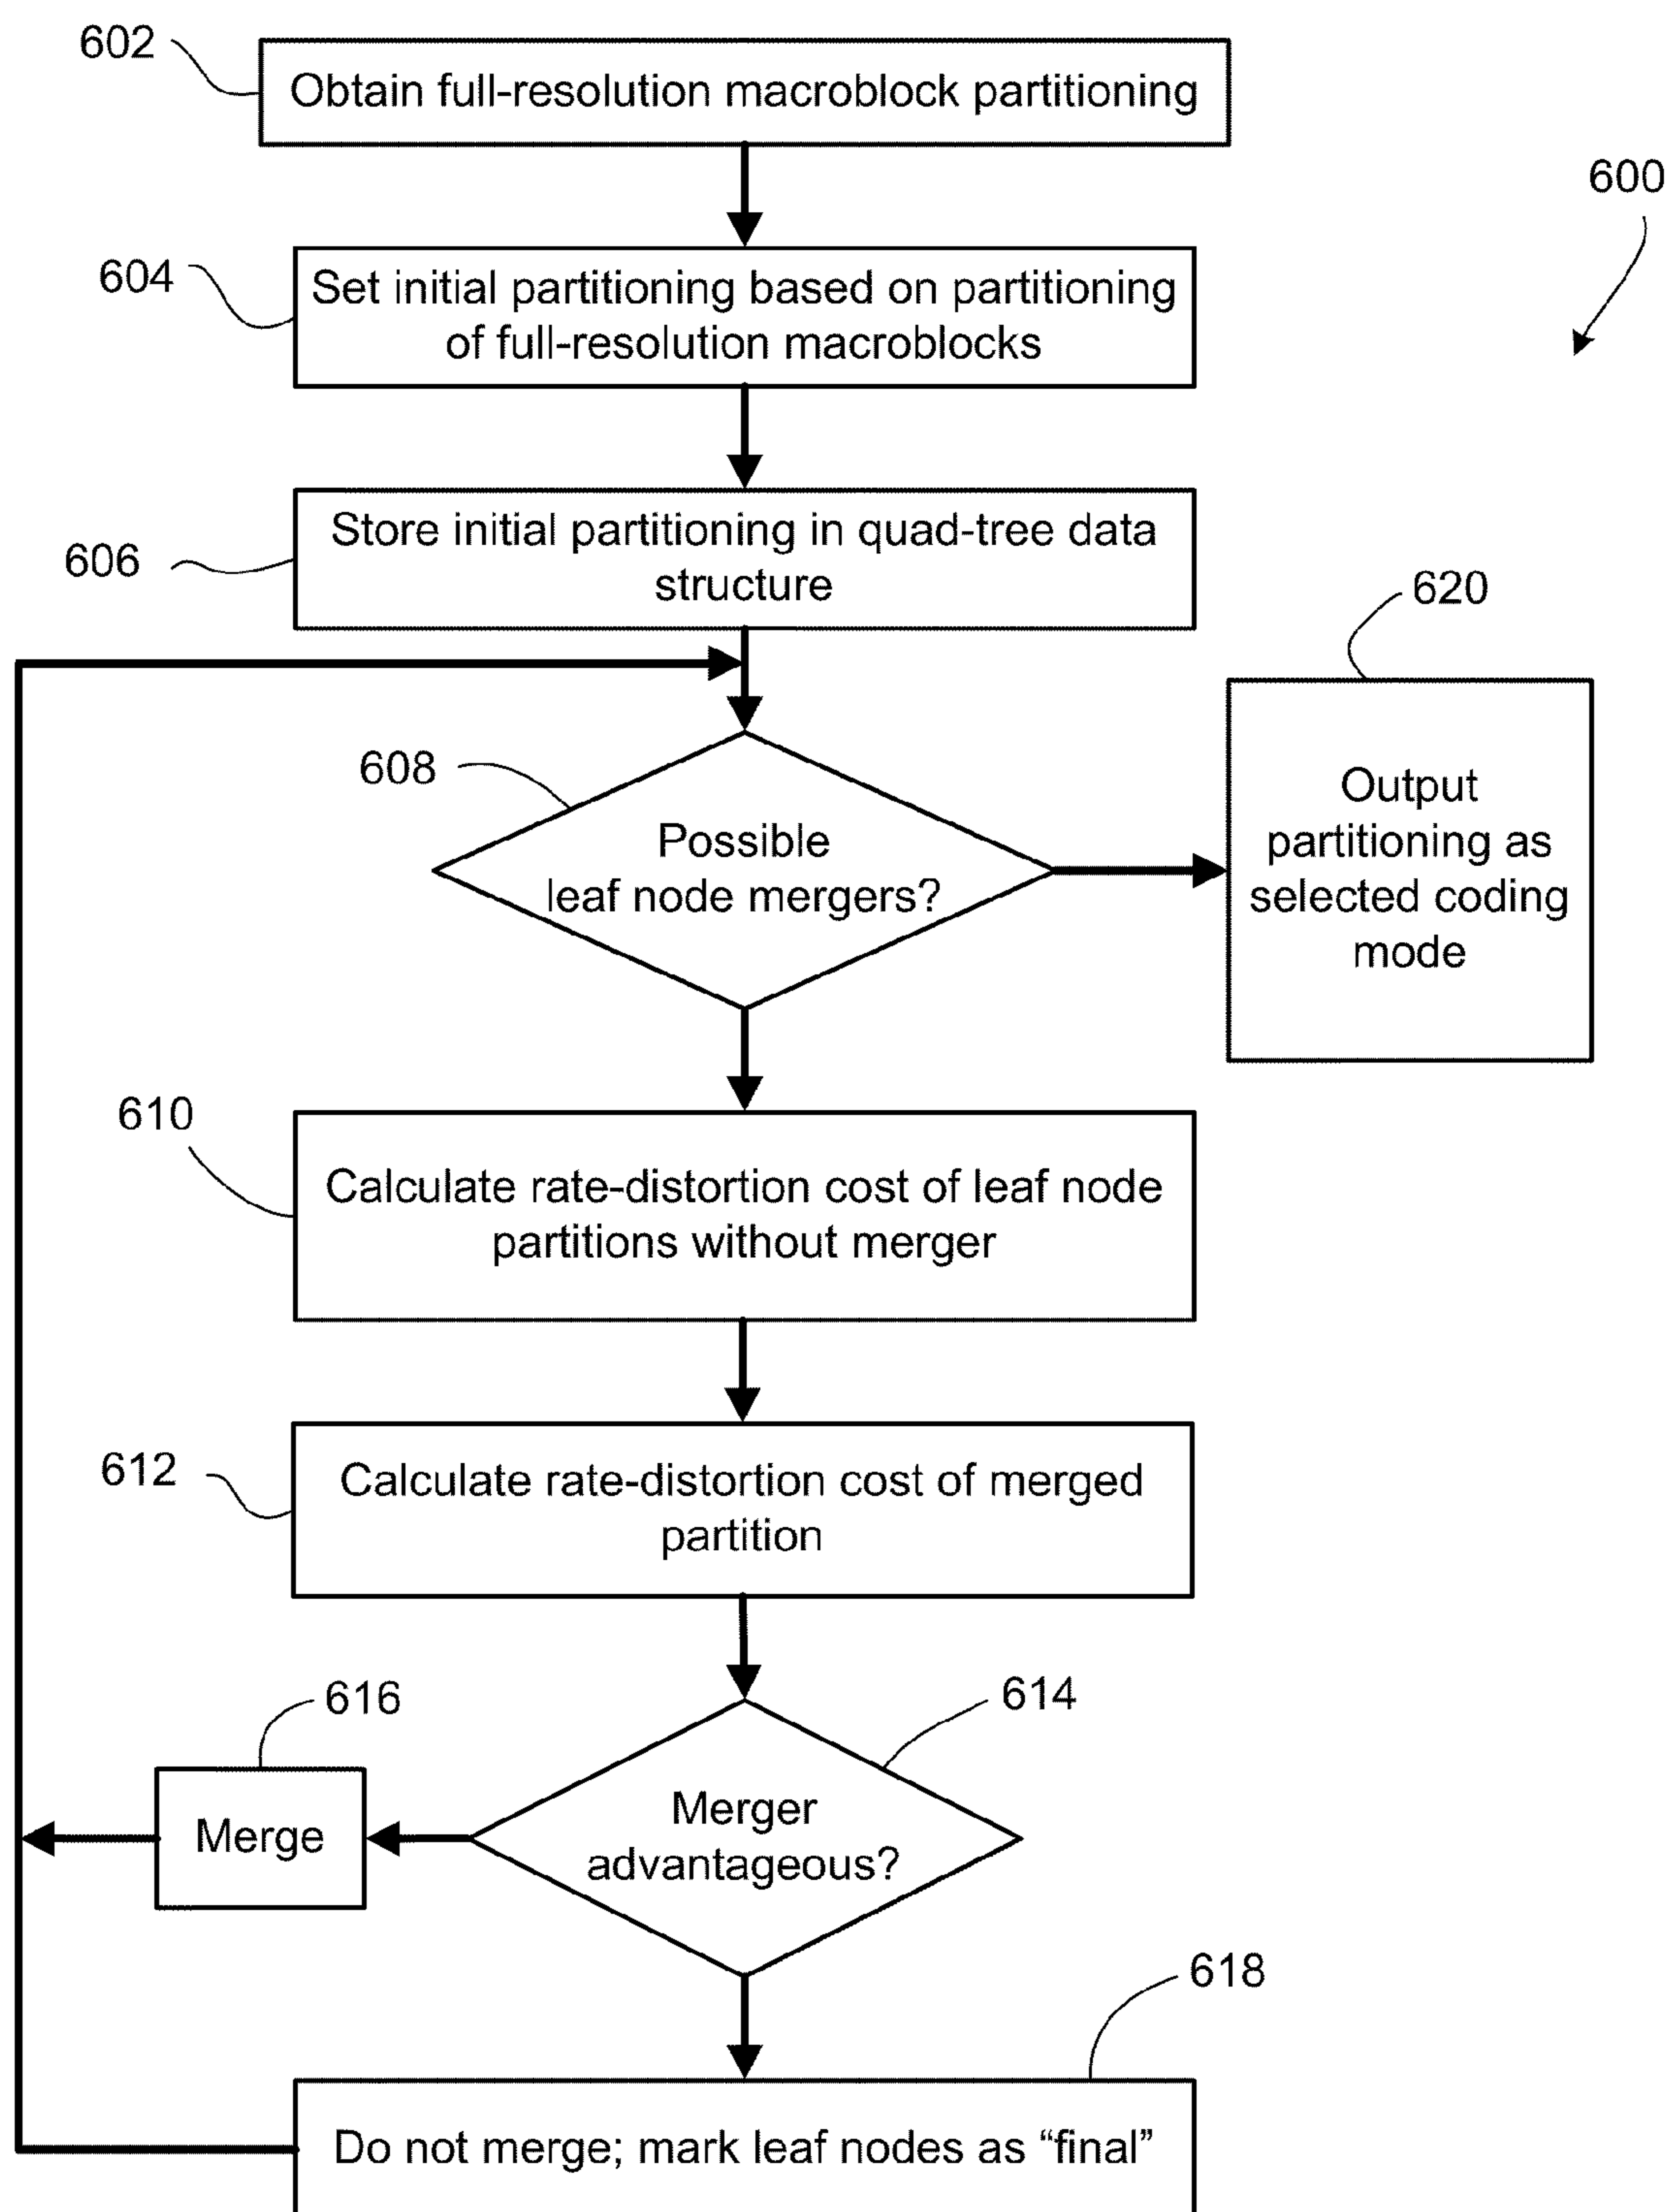 602
Obtain full-resolution macroblock partitioning
600
604
Set initial partitioning based on partitioning
of full-resolution macroblocks
606
Store initial partitioning in quad-tree data
structure
620
608
Possible
leaf node mergers?
Output
partitioning as
selected coding
mode
610
Calculate rate-distortion cost of leaf node
partitions without merger
612
Calculate rate-distortion cost of merged
partition
616
614
Merge
Merger
advantageous?
618
Do not merge; mark leaf nodes as “final”